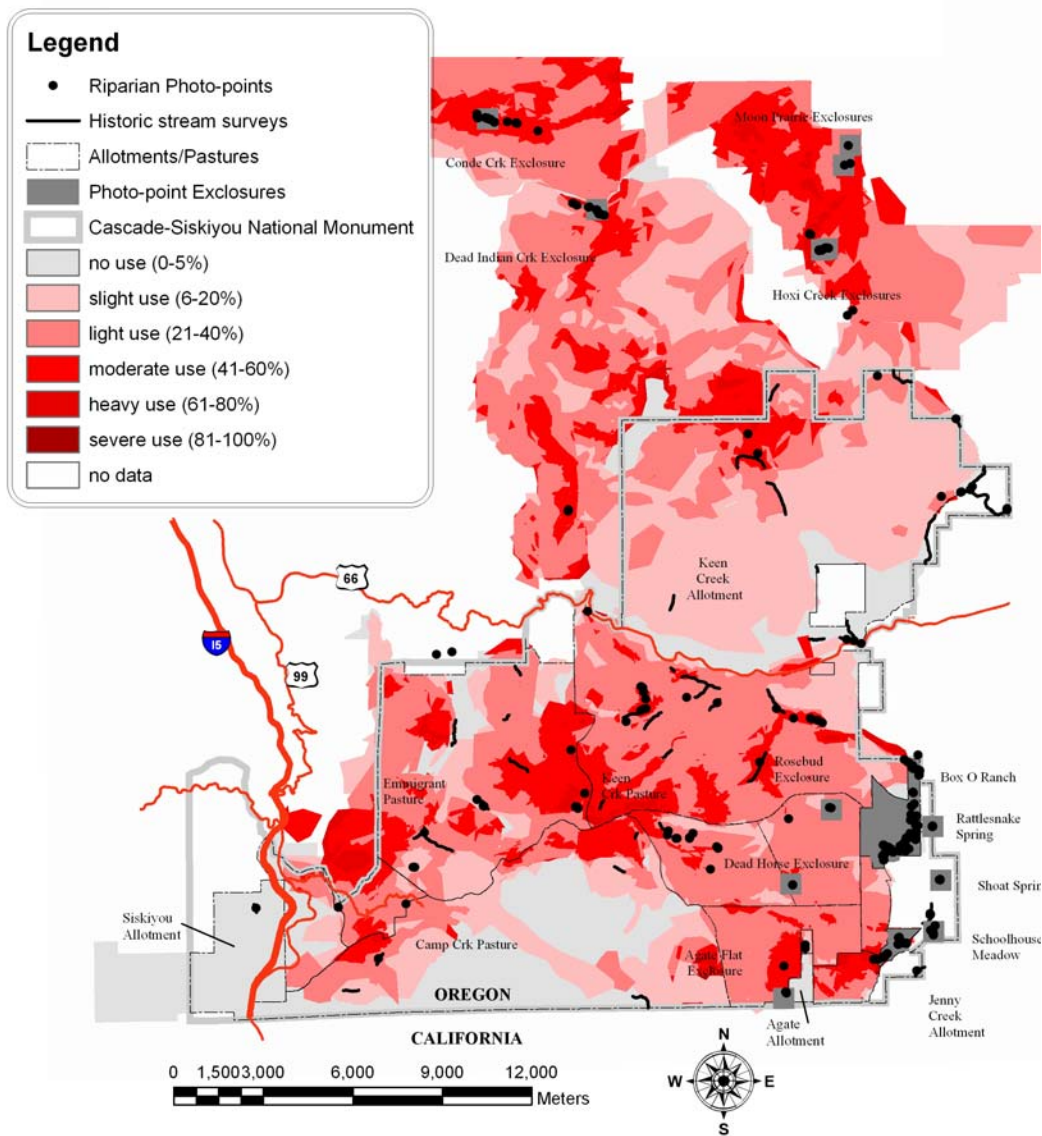 Legend
Riparian Photo-points
Historic stream surveys
Allotments/Pastures
Photo-point Exclosures
Cascade-Siskiyou National Monument
no use (0-5%)
slight use (6-20%)
light use (21-40%)
moderate use (41-60%)
heavy use (61-80%)
severe use (81-100%)
no data
Moon Prairie Exclosures
Conde Crk Exclosure
Dead Indian Crk Exclosure
Hoxi Creek Exclosures
Keen
Creek
Allotment
66
15
99
Emmigrant
Pasture
Keen
Crk Pasture
Rosebud
Exclosure
Box O Ranch
Rattlesnake
Spring
Dead Horse Exclosure
Shoat Spring
Siskiyou
Allotment
Camp Crk Pasture
Agate Flat
Exclosure
Schoolhouse
Meadow
OREGON
CALIFORNIA
Agate
Allotment
Jenny
Creek
Allotment
0 1,5003,000 6,000 9,000 12,000
Meters
N
W E
S